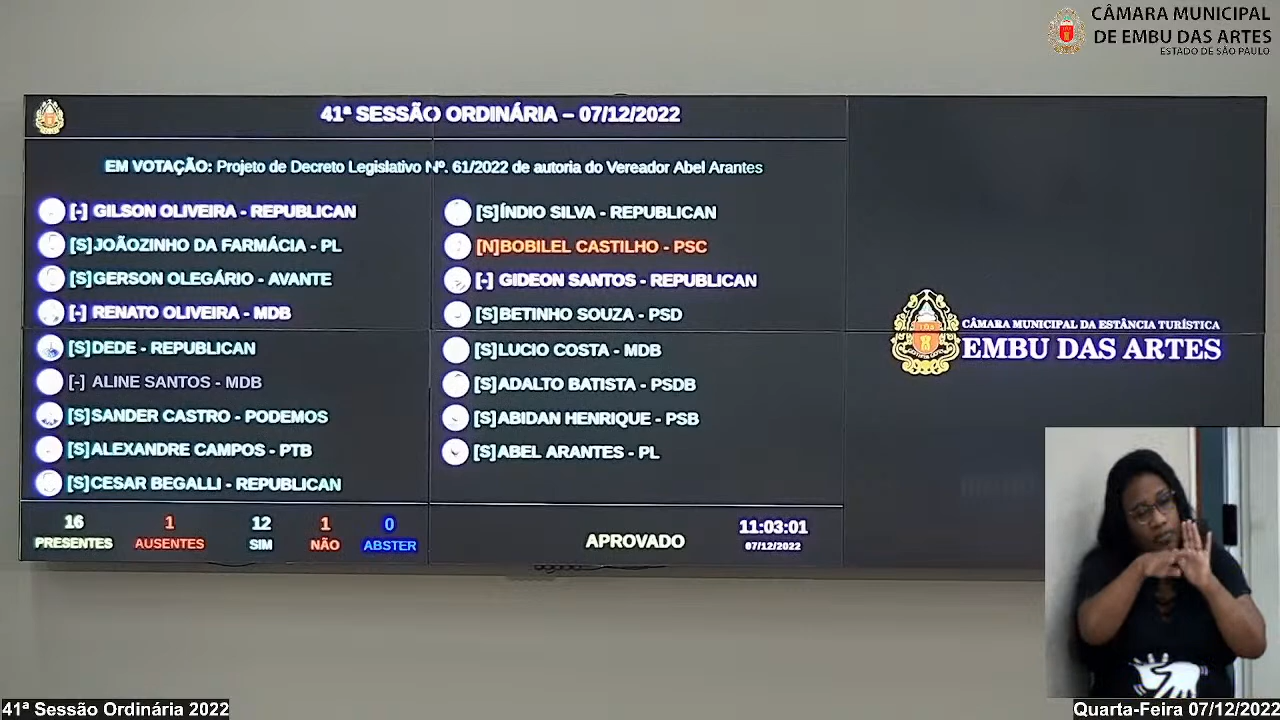 CÂMARA MUNICIPAL
DE EMBU DAS ARTES
ESTADO DE SÃO PAULO
41ª SESSÃO ORDINÁRIA – 07/12/2022
EM VOTAÇÃO: Projeto de Decreto Legislativo Nº. 61/2022 de autoria do Vereador Abel Arantes
[-] GILSON OLIVEIRA - REPUBLICAN
[S]JOÃOZINHO DA FARMÁCIA - PL
[S]GERSON OLEGÁRIO - AVANTE
[-] RENATO OLIVEIRA - MDB
[S]DEDE - REPUBLICAN
[-] ALINE SANTOS - MDB
[S]SANDER CASTRO - PODEMOS
[S]ALEXANDRE CAMPOS - PTB
[S]CESAR BEGALLI - REPUBLICAN
[S]ÍNDIO SILVA - REPUBLICAN
[N]BOBILEL CASTILHO - PSC
[-] GIDEON SANTOS - REPUBLICAN
[S]BETINHO SOUZA - PSD
[S]LUCIO COSTA - MDB
[S]ADALTO BATISTA - PSDB
[S]ABIDAN HENRIQUE - PSB
[S]ABEL ARANTES - PL
16 1 12 1 0
PRESENTES AUSENTES SIM NÃO ABSTER
APROVADO
11:03:01
07/12/2022
CÂMARA MUNICIPAL DA ESTÂNCIA TURÍSTICA
EMBU DAS ARTES
41ª Sessão Ordinária 2022
Quarta-Feira 07/12/2022